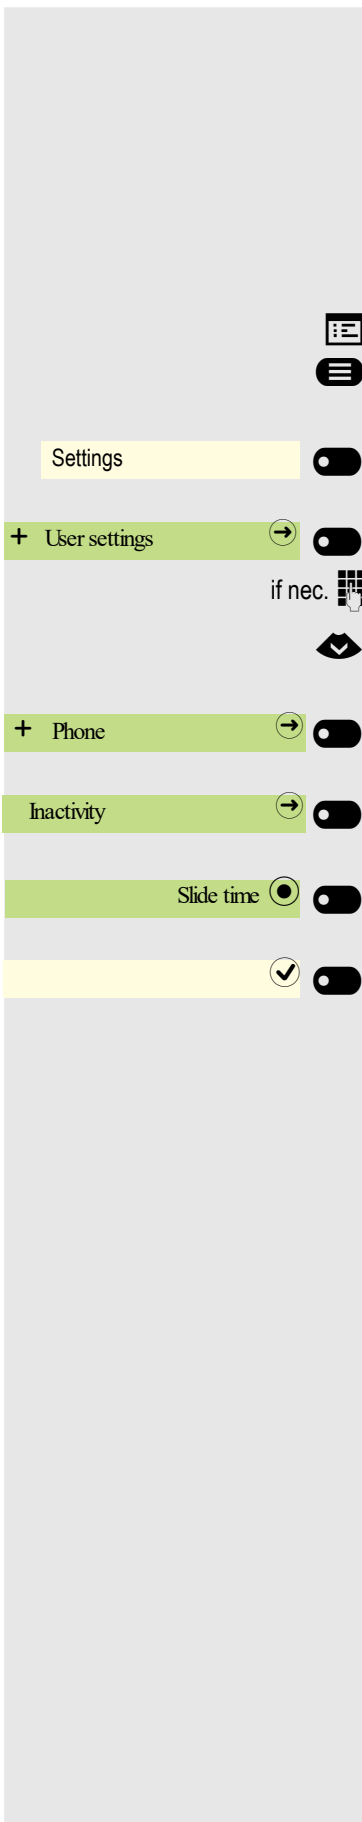 Settings
+ User settings
if nec.
+ Phone
Inactivity
Slide time